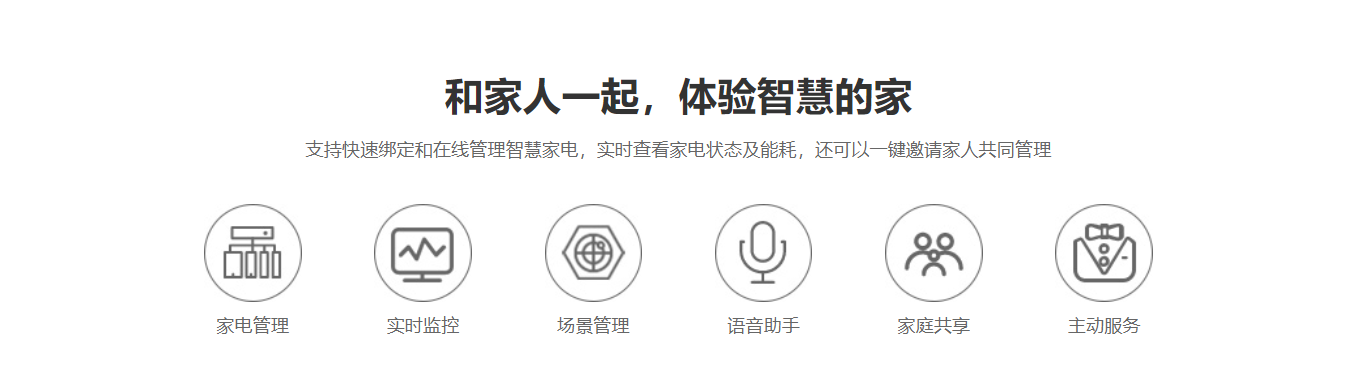 和家人一起，体验智慧的家
支持快速绑定和在线管理智慧家电，实时查看家电状态及能耗，还可以一键邀请家人共同管理
家电管理 实时监控 场景管理 语音助手 家庭共享 主动服务